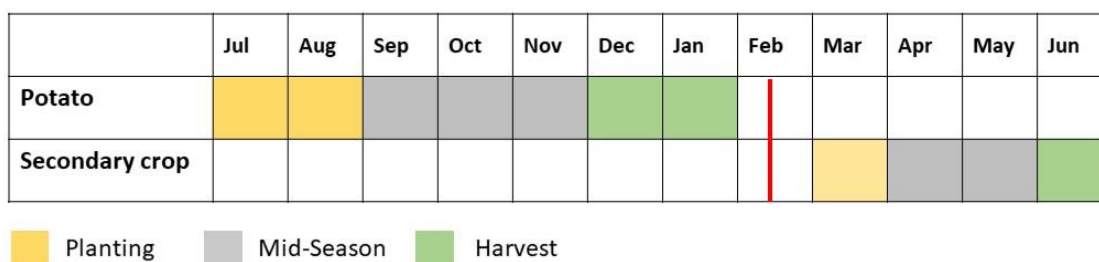 Jul Aug Sep Oct Nov Dec Jan Feb Mar Apr May Jun
Potato
Secondary crop
Planting Mid-Season Harvest